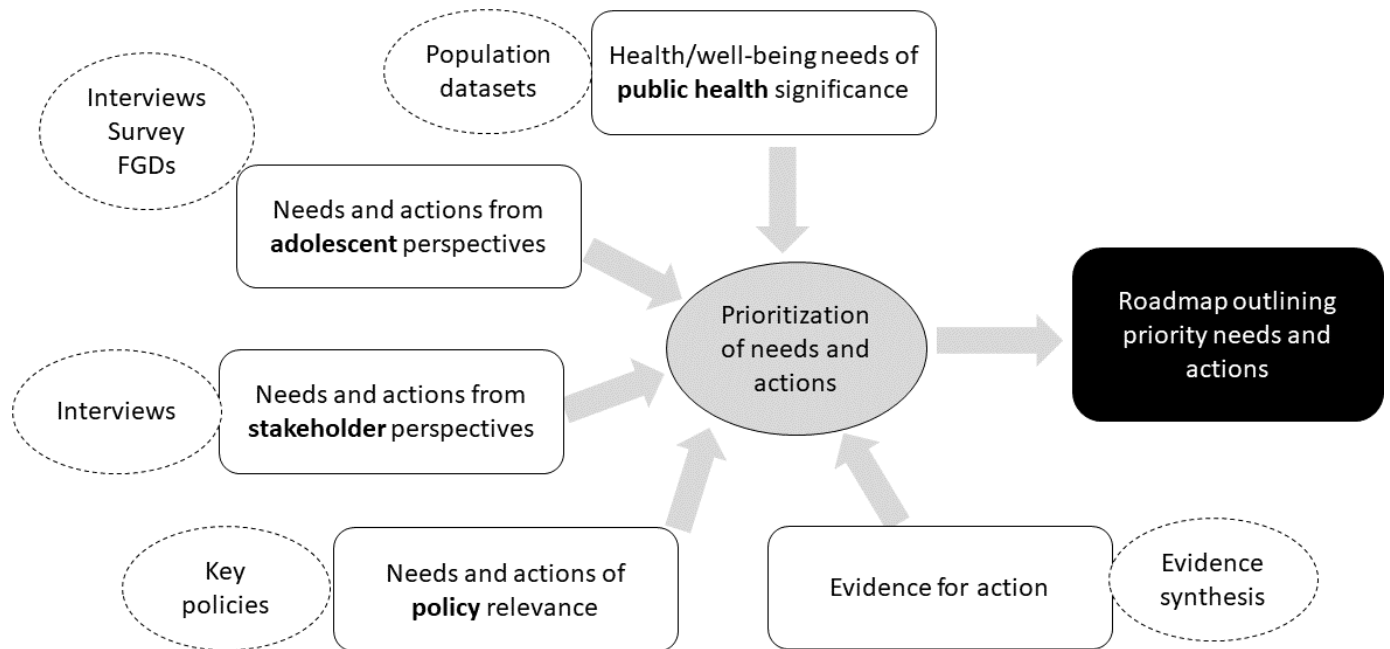 Population
datasets
Health/well-being needs of
public health significance
Interviews
Survey
FGDs
Needs and actions from
adolescent perspectives
Interviews
Needs and actions from
stakeholder perspectives
Key
policies
Needs and actions of
policy relevance
Evidence for action
Evidence
synthesis
Prioritization
of needs and
actions
Roadmap outlining
priority needs and
actions